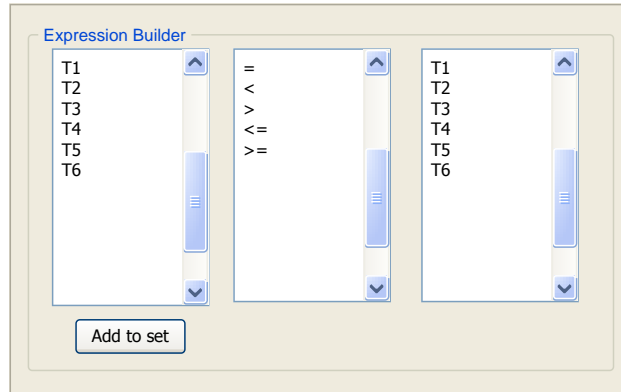 Expression Builder
T1
T2
T3
T4
T5
T6
=
<
>
<=
>=
T1
T2
T3
T4
T5
T6
Add to set